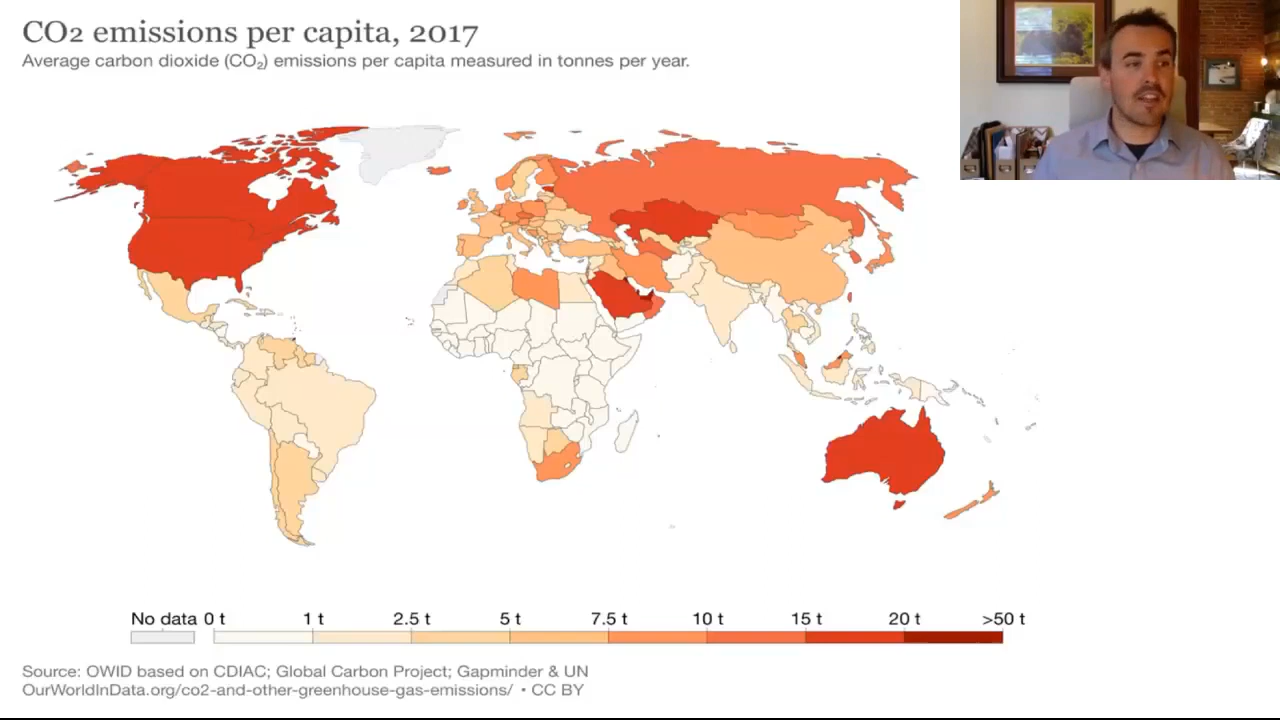 CO2 emissions per capita, 2017
Average carbon dioxide (CO₂) emissions per capita measured in tonnes per year.
No data 0 t 1 t 2.5 t 5 t 7.5 t 10 t 15 t 20 t >50 t
Source: OWID based on CDIAC; Global Carbon Project; Gapminder & UN
OurWorldInData.org/co2-and-other-greenhouse-gas-emissions/ • CC BY